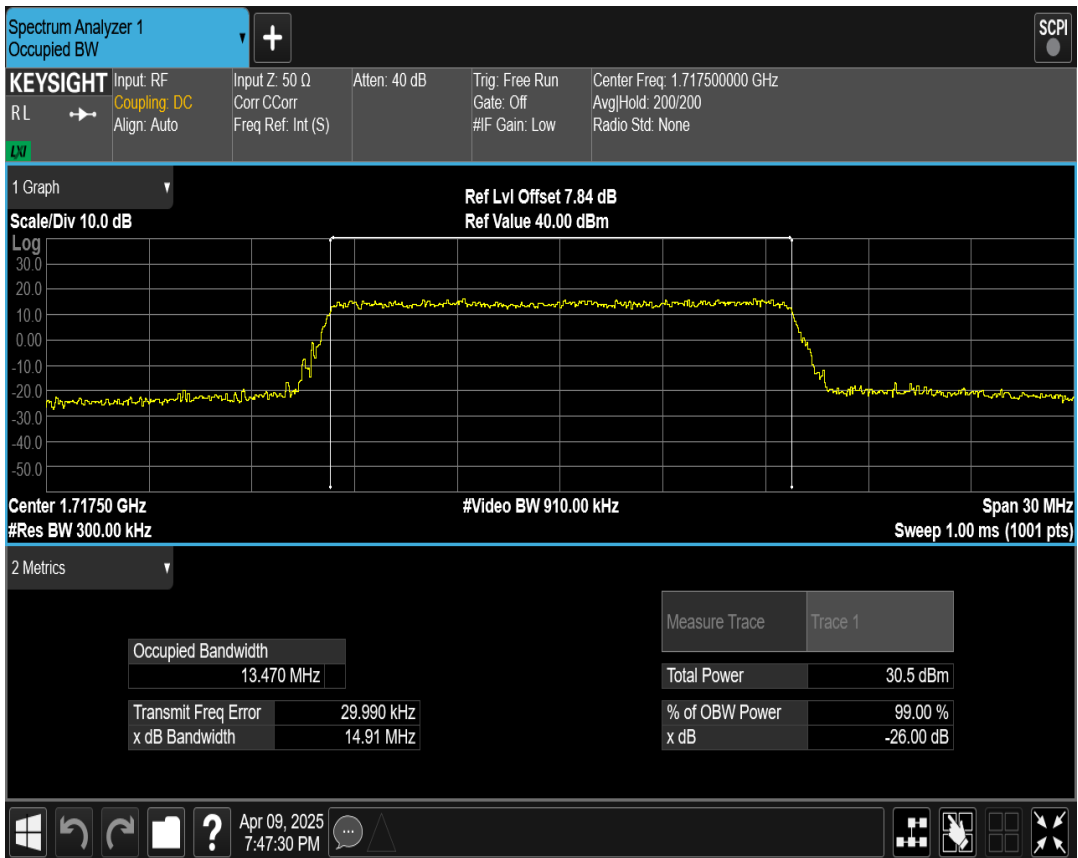 Spectrum Analyzer 1
Occupied BW
▼
+
SCPI
KEYSIGHT
RL
LXI
Input: RF
Coupling: DC
Align: Auto
Input Z: 50 Ω
Corr CCorr
Freq Ref: Int (S)
Atten: 40 dB
Trig: Free Run
Gate: Off
#IF Gain: Low
Center Freq: 1.717500000 GHz
Avg|Hold: 200/200
Radio Std: None
1 Graph ▼
Scale/Div 10.0 dB
Ref Lvl Offset 7.84 dB
Ref Value 40.00 dBm
Log
30.0
20.0
10.0
0.00
-10.0
-20.0
-30.0
-40.0
-50.0
Center 1.71750 GHz
#Res BW 300.00 kHz
#Video BW 910.00 kHz
Span 30 MHz
Sweep 1.00 ms (1001 pts)
2 Metrics ▼
Occupied Bandwidth
13.470 MHz
Transmit Freq Error 29.990 kHz
x dB Bandwidth 14.91 MHz
Measure Trace Trace 1
Total Power 30.5 dBm
% of OBW Power 99.00 %
x dB -26.00 dB
?
Apr 09, 2025
7:47:30 PM